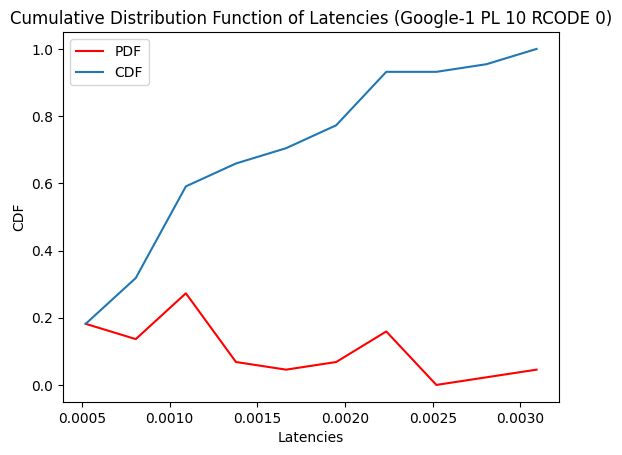 Cumulative Distribution Function of Latencies (Google-1 PL 10 RCODE 0)
PDF
CDF
CDF
1.0
0.8
0.6
0.4
0.2
0.0
0.0005 0.0010 0.0015 0.0020 0.0025 0.0030
Latencies